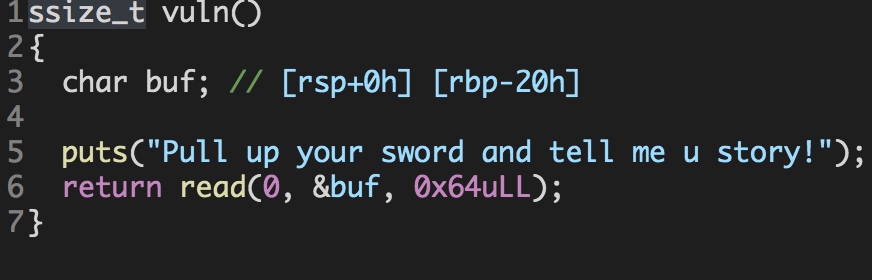 1 ssize_t vuln()
2 {
3   char buf; // [rsp+0h] [rbp-20h]
4
5   puts("Pull up your sword and tell me u story!");
6   return read(0, &buf, 0x64uLL);
7 }